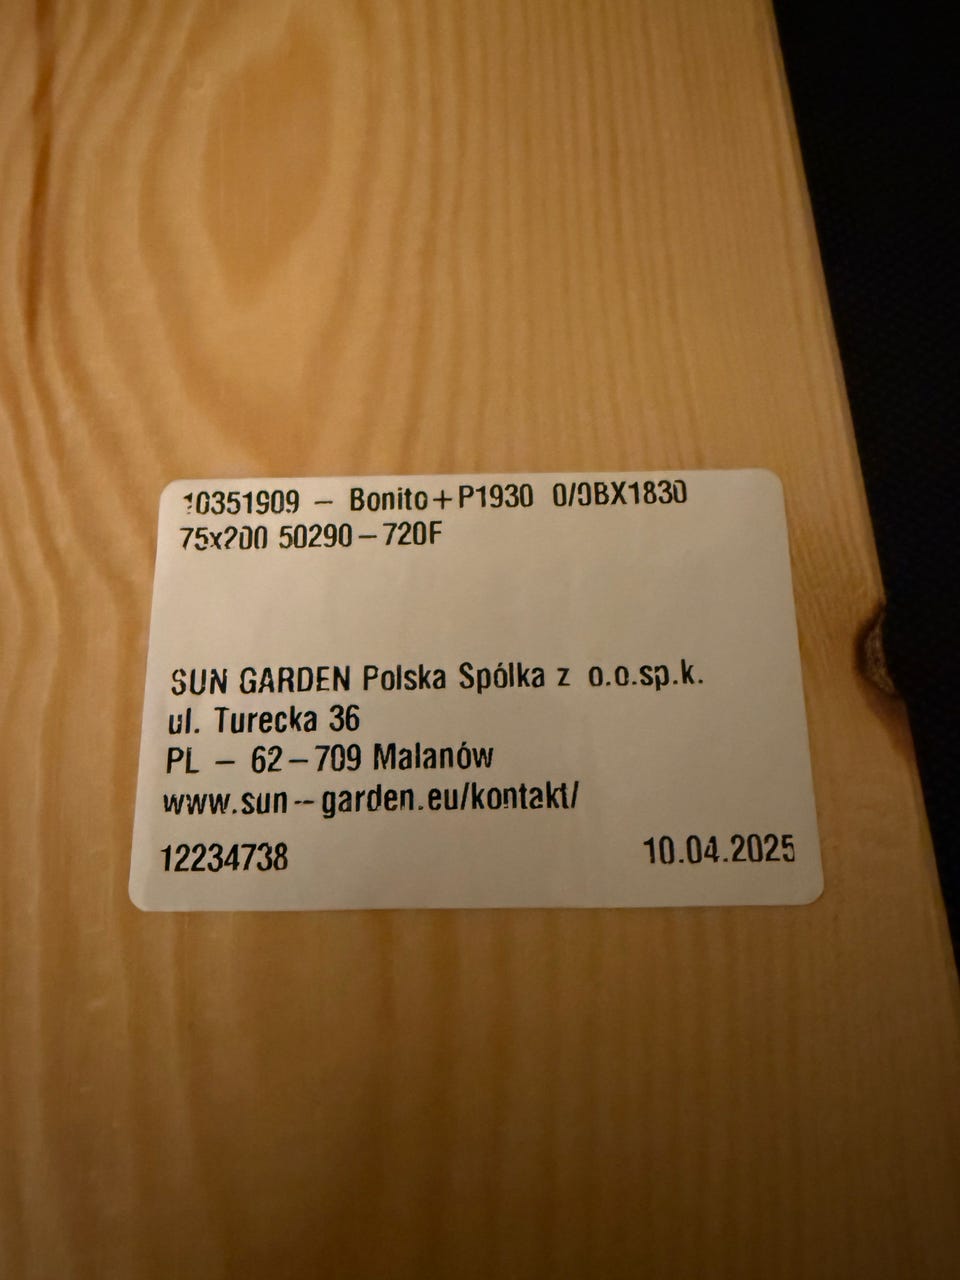 10351909 – Bonito+P1930 0/0BX1830
75x200 50290–720F
SUN GARDEN Polska Spólka z o.o.sp.k.
ul. Turecka 36
PL – 62–709 Malanów
www.sun-garden.eu/kontakt/
12234738
10.04.2025